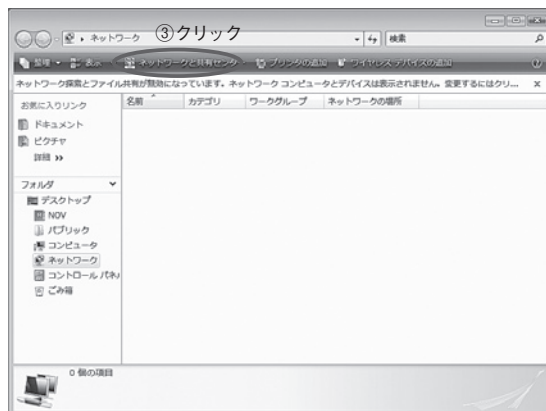 ③クリック
ネットワーク
検索
整理 表示 ネットワークと共有センタ プリンタの追加 ワイヤレス デバイスの追加
ネットワーク探索とファイル共有が無効になっています。ネットワーク コンピュータとデバイスは表示されません。変更するにはクリ...
お気に入りリンク
ドキュメント
ピクチャ
詳細
フォルダ
デスクトップ
NOV
パブリック
コンピュータ
ネットワーク
コントロール パネル
ごみ箱
名前 カテゴリ ワークグループ ネットワークの場所
0 個の項目